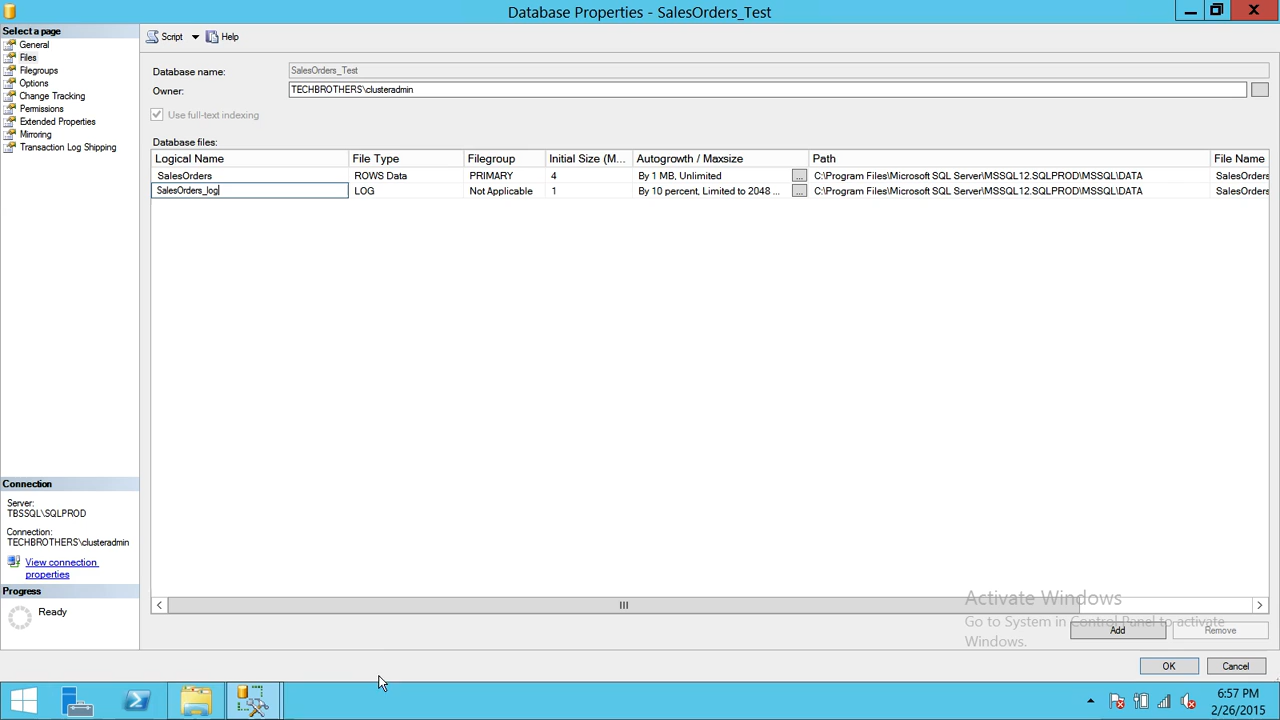 Database Properties - SalesOrders_Test
Select a page
General
Files
Filegroups
Options
Change Tracking
Permissions
Extended Properties
Mirroring
Transaction Log Shipping
Script
Help
Database name:
SalesOrders_Test
Owner:
TECHBROTHERS\clusteradmin
Use full-text indexing
Database files:
Logical Name File Type Filegroup Initial Size (M... Autogrowth / Maxsize Path File Name
SalesOrders ROWS Data PRIMARY 4 By 1 MB, Unlimited ... C:\Program Files\Microsoft SQL Server\MSSQL12.SQLPROD\MSSQL\DATA SalesOrders
SalesOrders_log LOG Not Applicable 1 By 10 percent, Limited to 2048 ... ... C:\Program Files\Microsoft SQL Server\MSSQL12.SQLPROD\MSSQL\DATA SalesOrders
Connection
Server:
TBSSQL\SQLPROD
Connection:
TECHBROTHERS\clusteradmin
View connection
properties
Progress
Ready
Activate Windows
Go to System in Control Panel to activate
Windows.
Add Remove
OK Cancel
6:57 PM
2/26/2015